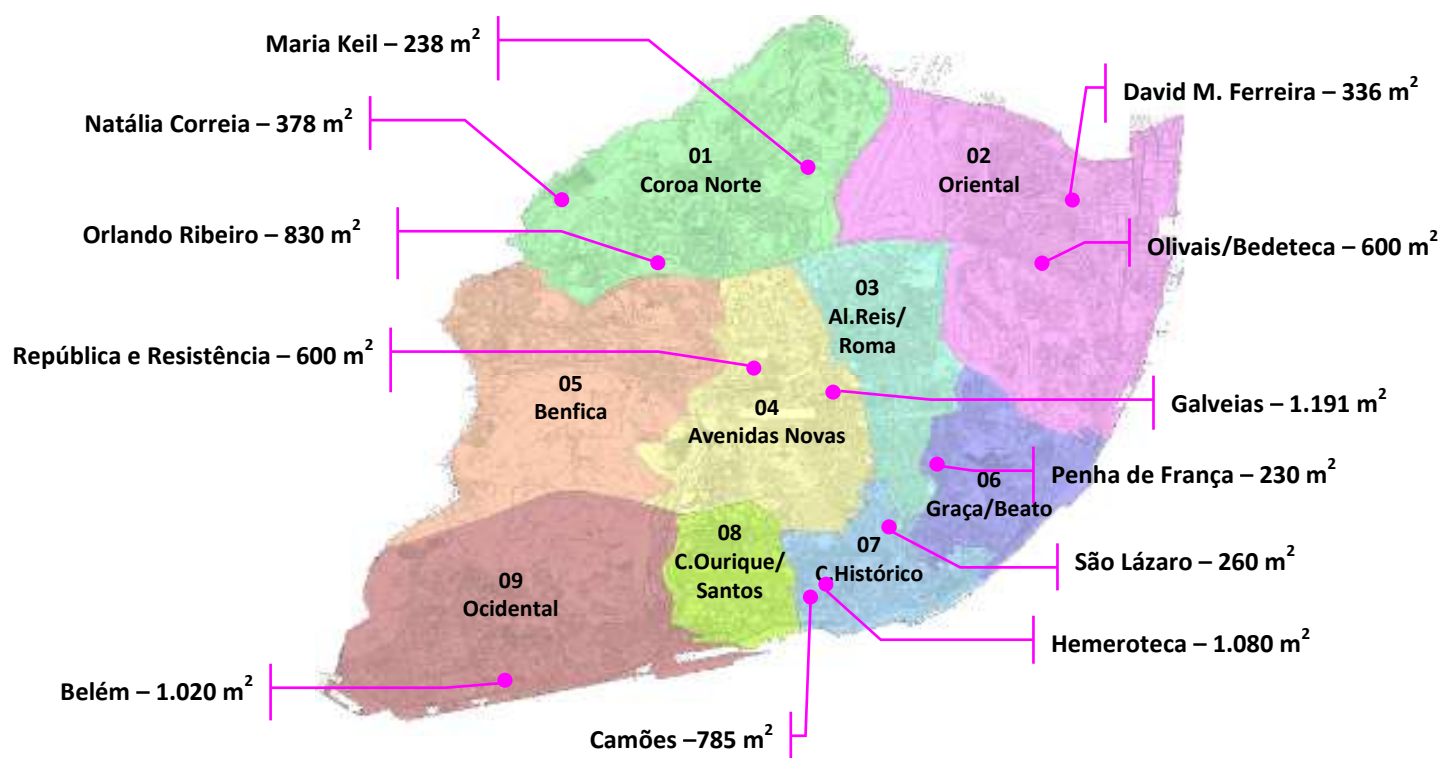 Maria Keil – 238 m²
David M. Ferreira – 336 m²
Natália Correia – 378 m²
01
Coroa Norte
02
Oriental
Orlando Ribeiro – 830 m²
Olivais/Bedeteca – 600 m²
03
Al.Reis/
Roma
República e Resistência – 600 m²
05
Benfica
04
Avenidas Novas
Galveias – 1.191 m²
Penha de França – 230 m²
06
Graça/Beato
08
C.Ourique/
Santos
07
C.Histórico
São Lázaro – 260 m²
09
Ocidental
Hemeroteca – 1.080 m²
Belém – 1.020 m²
Camões –785 m²